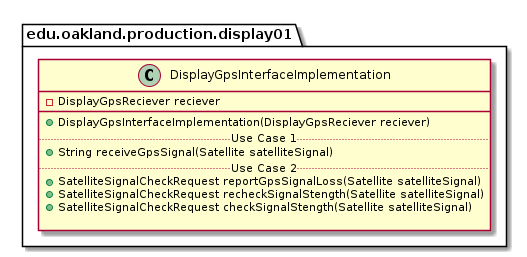 edu.oakland.production.display01
C DisplayGpsInterfaceImplementation
DisplayGpsReciever reciever
DisplayGpsInterfaceImplementation(DisplayGpsReciever reciever)
Use Case 1
String receiveGpsSignal(Satellite satelliteSignal)
Use Case 2
SatelliteSignalCheckRequest reportGpsSignalLoss(Satellite satelliteSignal)
SatelliteSignalCheckRequest recheckSignalStength(Satellite satelliteSignal)
SatelliteSignalCheckRequest checkSignalStength(Satellite satelliteSignal)